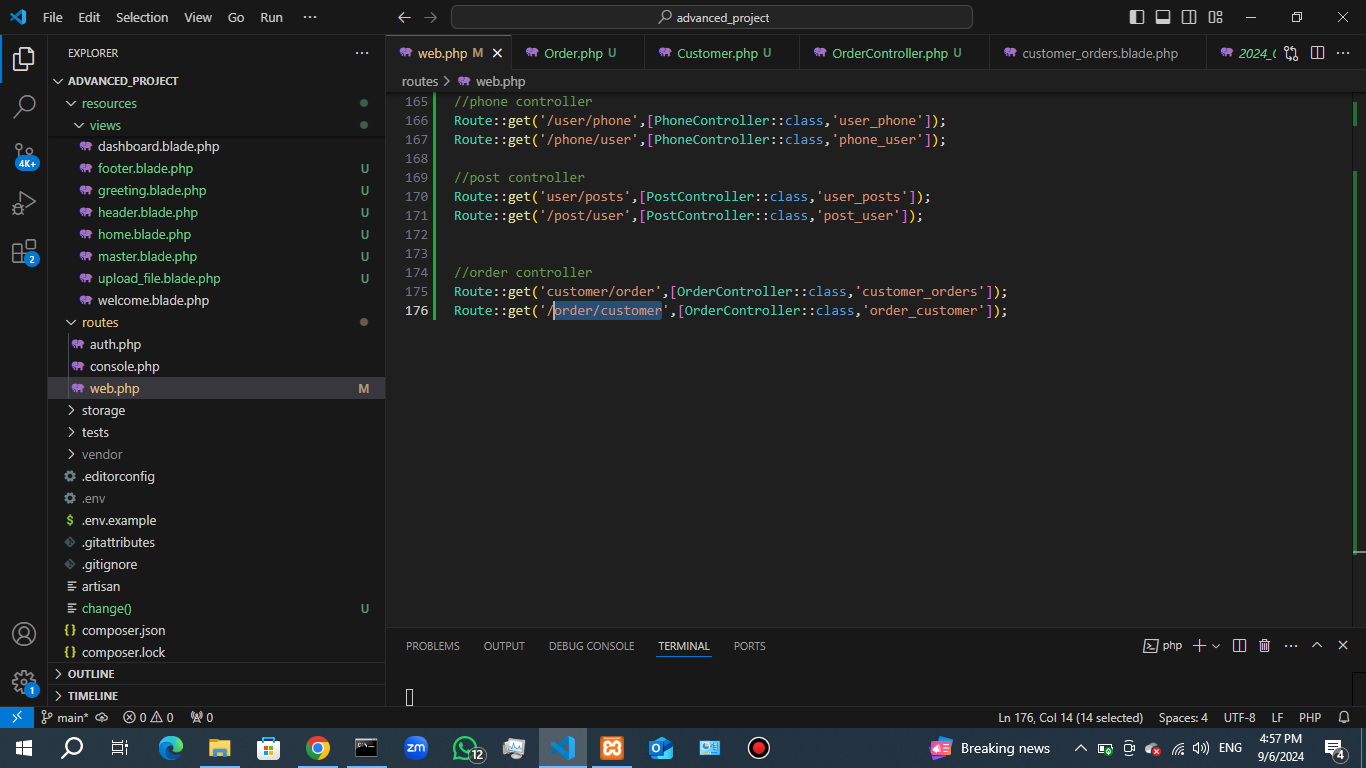 File Edit Selection View Go Run ··· advanced_project
EXPLORER ···
ADVANCED_PROJECT
resources
views
dashboard.blade.php
footer.blade.php U
greeting.blade.php U
header.blade.php U
home.blade.php U
master.blade.php U
upload_file.blade.php U
welcome.blade.php
routes
auth.php
console.php
web.php M
storage
tests
vendor
.editorconfig
.env
$ .env.example
.gitattributes
.gitignore
artisan
change() U
{} composer.json
{} composer.lock
OUTLINE
TIMELINE
4K+
2
1
web.php M Order.php U Customer.php U OrderController.php U customer_orders.blade.php
routes > web.php
165 //phone controller
166 Route::get('/user/phone',[PhoneController::class,'user_phone']);
167 Route::get('/phone/user',[PhoneController::class,'phone_user']);
168
169 //post controller
170 Route::get('user/posts',[PostController::class,'user_posts']);
171 Route::get('/post/user',[PostController::class,'post_user']);
172
173
174 //order controller
175 Route::get('customer/order',[OrderController::class,'customer_orders']);
176 Route::get('/order/customer',[OrderController::class,'order_customer']);
PROBLEMS OUTPUT DEBUG CONSOLE TERMINAL PORTS php
main* 0 0 0 Ln 176, Col 14 (14 selected) Spaces: 4 UTF-8 LF PHP
zm 12 Breaking news ENG 4:57 PM
9/6/2024 4